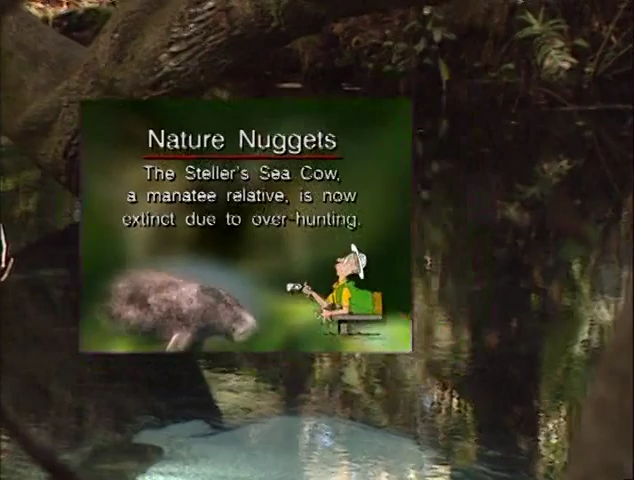 Nature Nuggets
The Steller's Sea Cow,
a manatee relative, is now
extinct due to over-hunting.